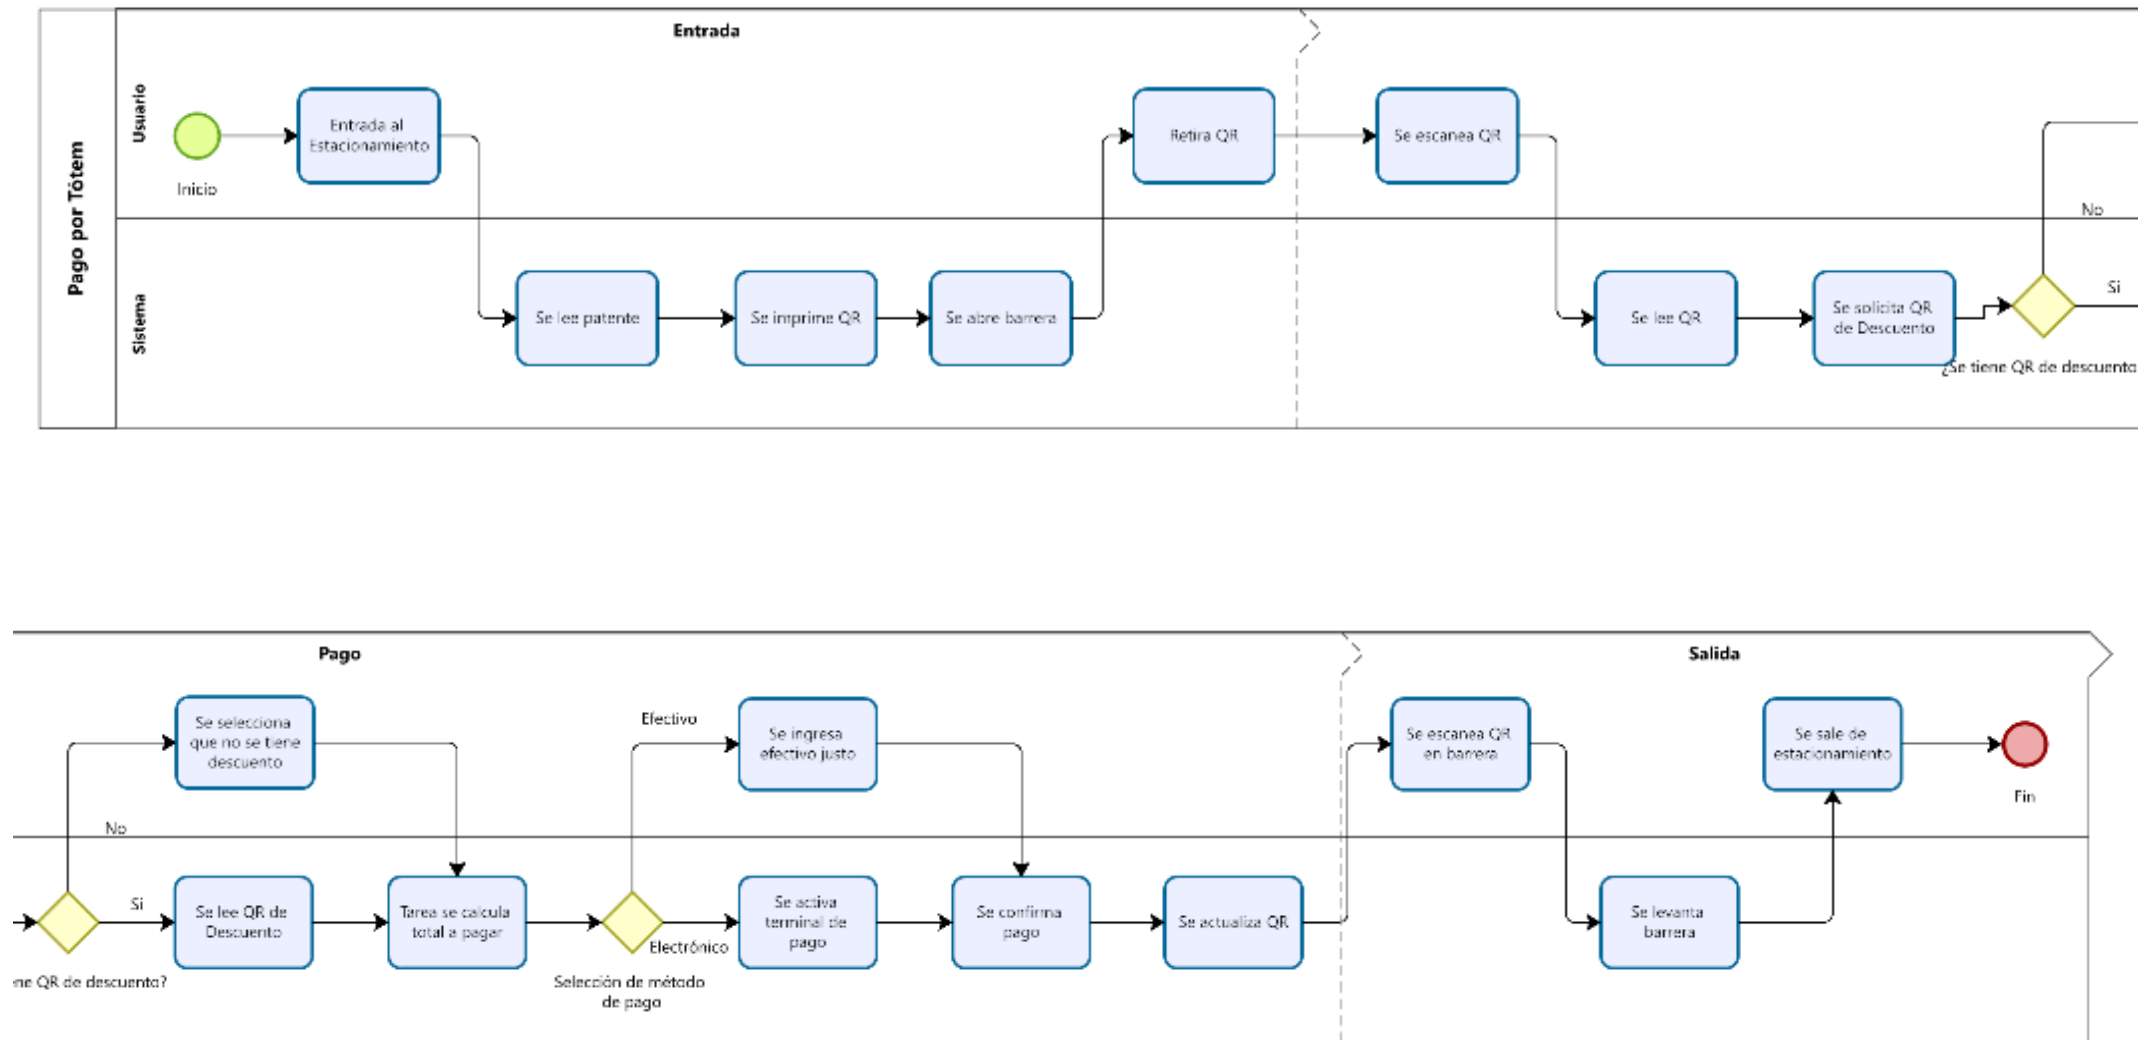 Pago por Tótem
Entrada
Usuario
Inicio
Entrada al
Estacionamiento
Retira QR
Se escanea QR
No
Sistema
Se lee patente
Se imprime QR
Se abre barrera
Se lee QR
Se solicita QR
de Descuento
Si
¿Se tiene QR de descuento
Pago
Salida
Se selecciona
que no se tiene
descuento
Efectivo
Se ingresa
efectivo justo
Se escanea QR
en barrera
Se sale de
estacionamiento
Fin
No
Si
Se lee QR de
Descuento
Tarea se calcula
total a pagar
Electrónico
Se activa
terminal de
pago
Se confirma
pago
Se actualiza QR
Se levanta
barrera
ene QR de descuento?
Selección de método
de pago